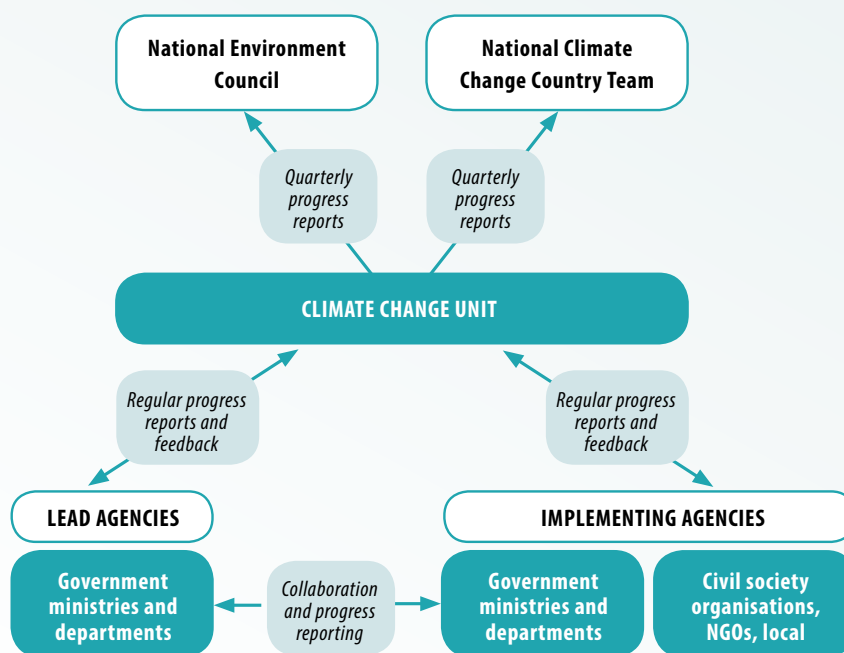 National Environment
Council
National Climate
Change Country Team
Quarterly
progress
reports
Quarterly
progress
reports
CLIMATE CHANGE UNIT
Regular progress
reports and
feedback
Regular progress
reports and
feedback
LEAD AGENCIES
IMPLEMENTING AGENCIES
Government
ministries and
departments
Collaboration
and progress
reporting
Government
ministries and
departments
Civil society
organisations,
NGOs, local